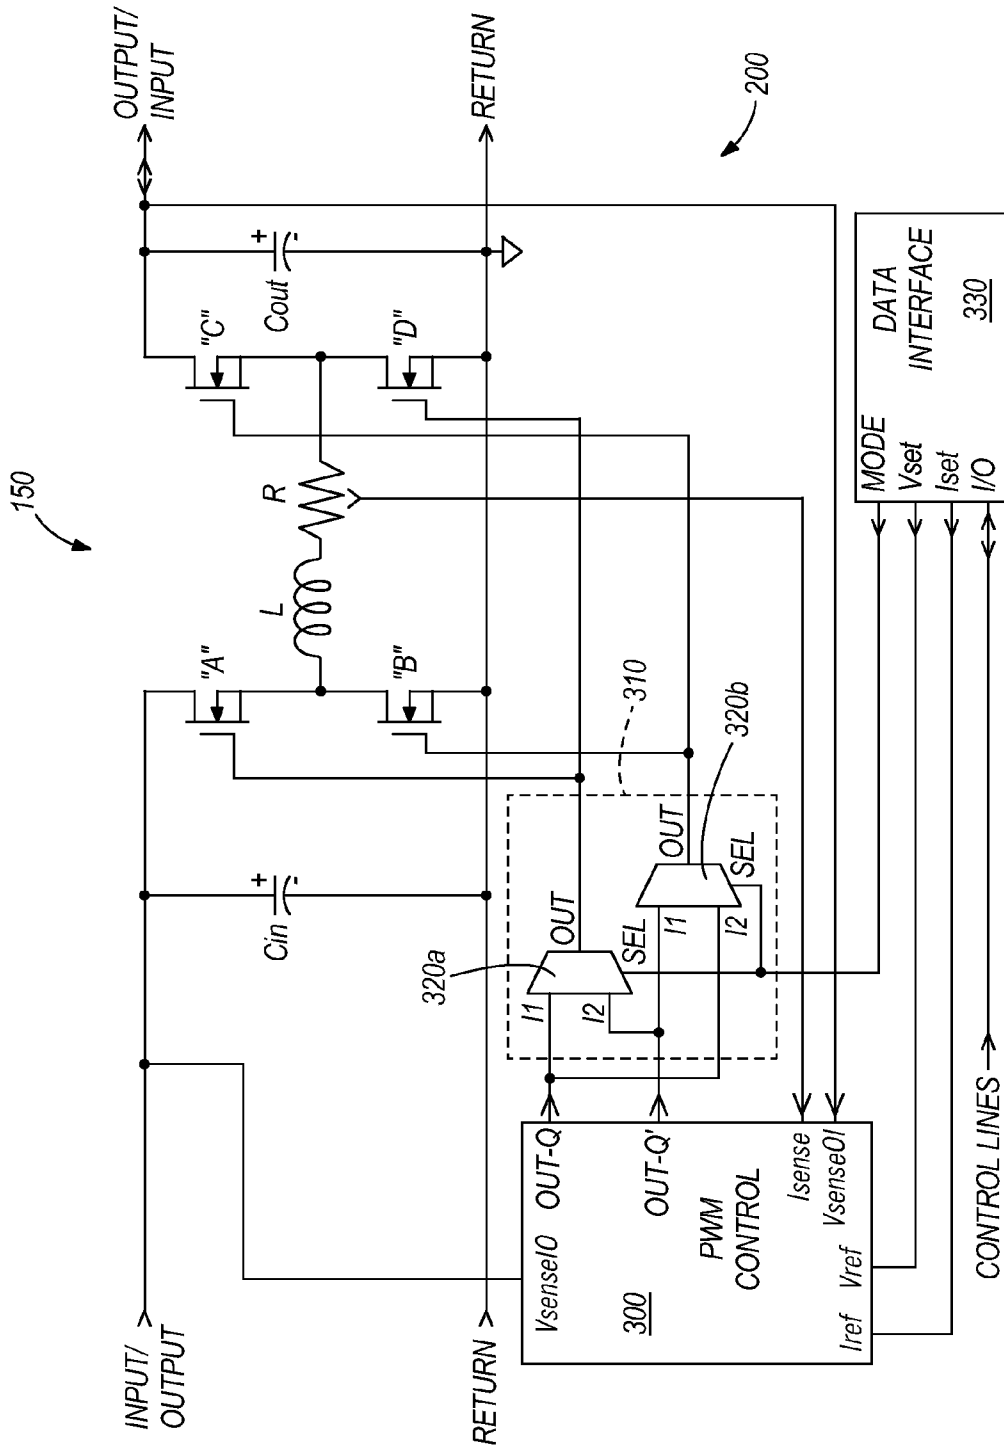 150
INPUT/
OUTPUT
OUTPUT/
INPUT
"A"
"C"
Cin
+
-
L
R
Cout
+
-
"B"
"D"
RETURN
RETURN
200
310
320a
OUT
I1
I2
SEL
320b
OUT
I1
I2
SEL
VsenseIO
OUT-Q
OUT-Q'
300
PWM
CONTROL
Isense
VsenseOI
Iref
Vref
MODE
Vset
Iset
I/O
DATA
INTERFACE
330
CONTROL LINES